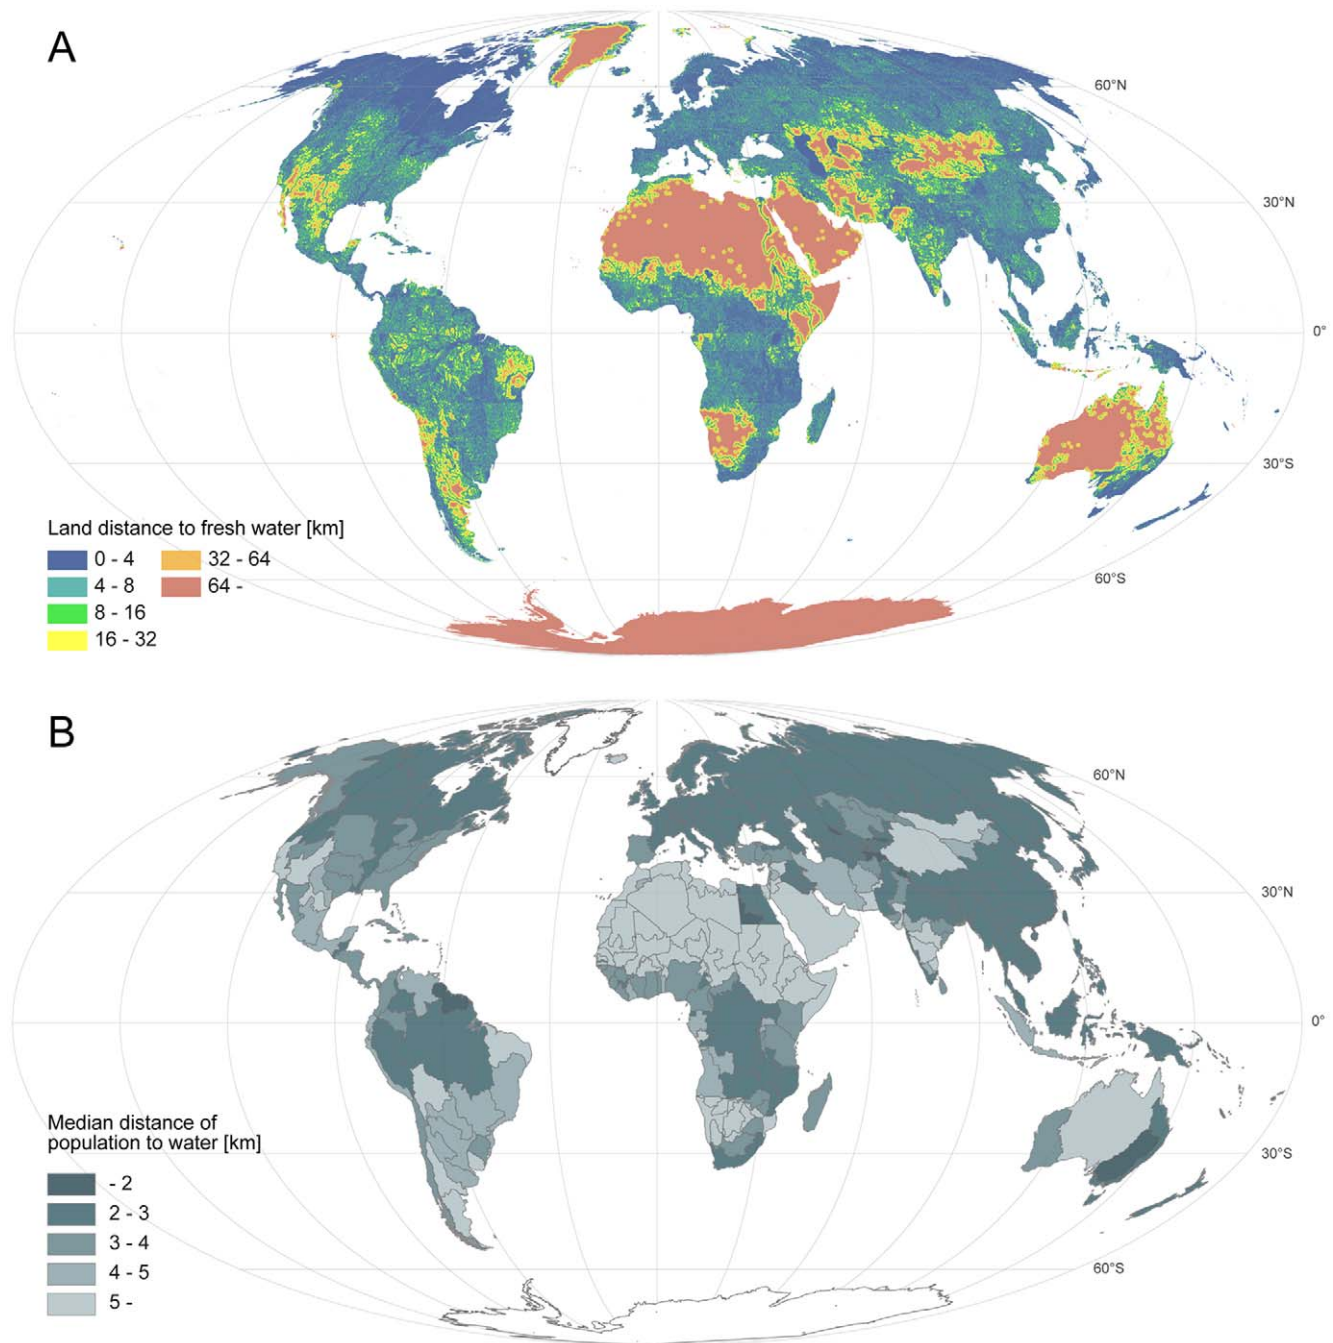 A
60°N
30°N
0°
30°S
60°S
Land distance to fresh water [km]
0 - 4
4 - 8
8 - 16
16 - 32
32 - 64
64 -
B
60°N
30°N
0°
30°S
60°S
Median distance of
population to water [km]
- 2
2 - 3
3 - 4
4 - 5
5 -